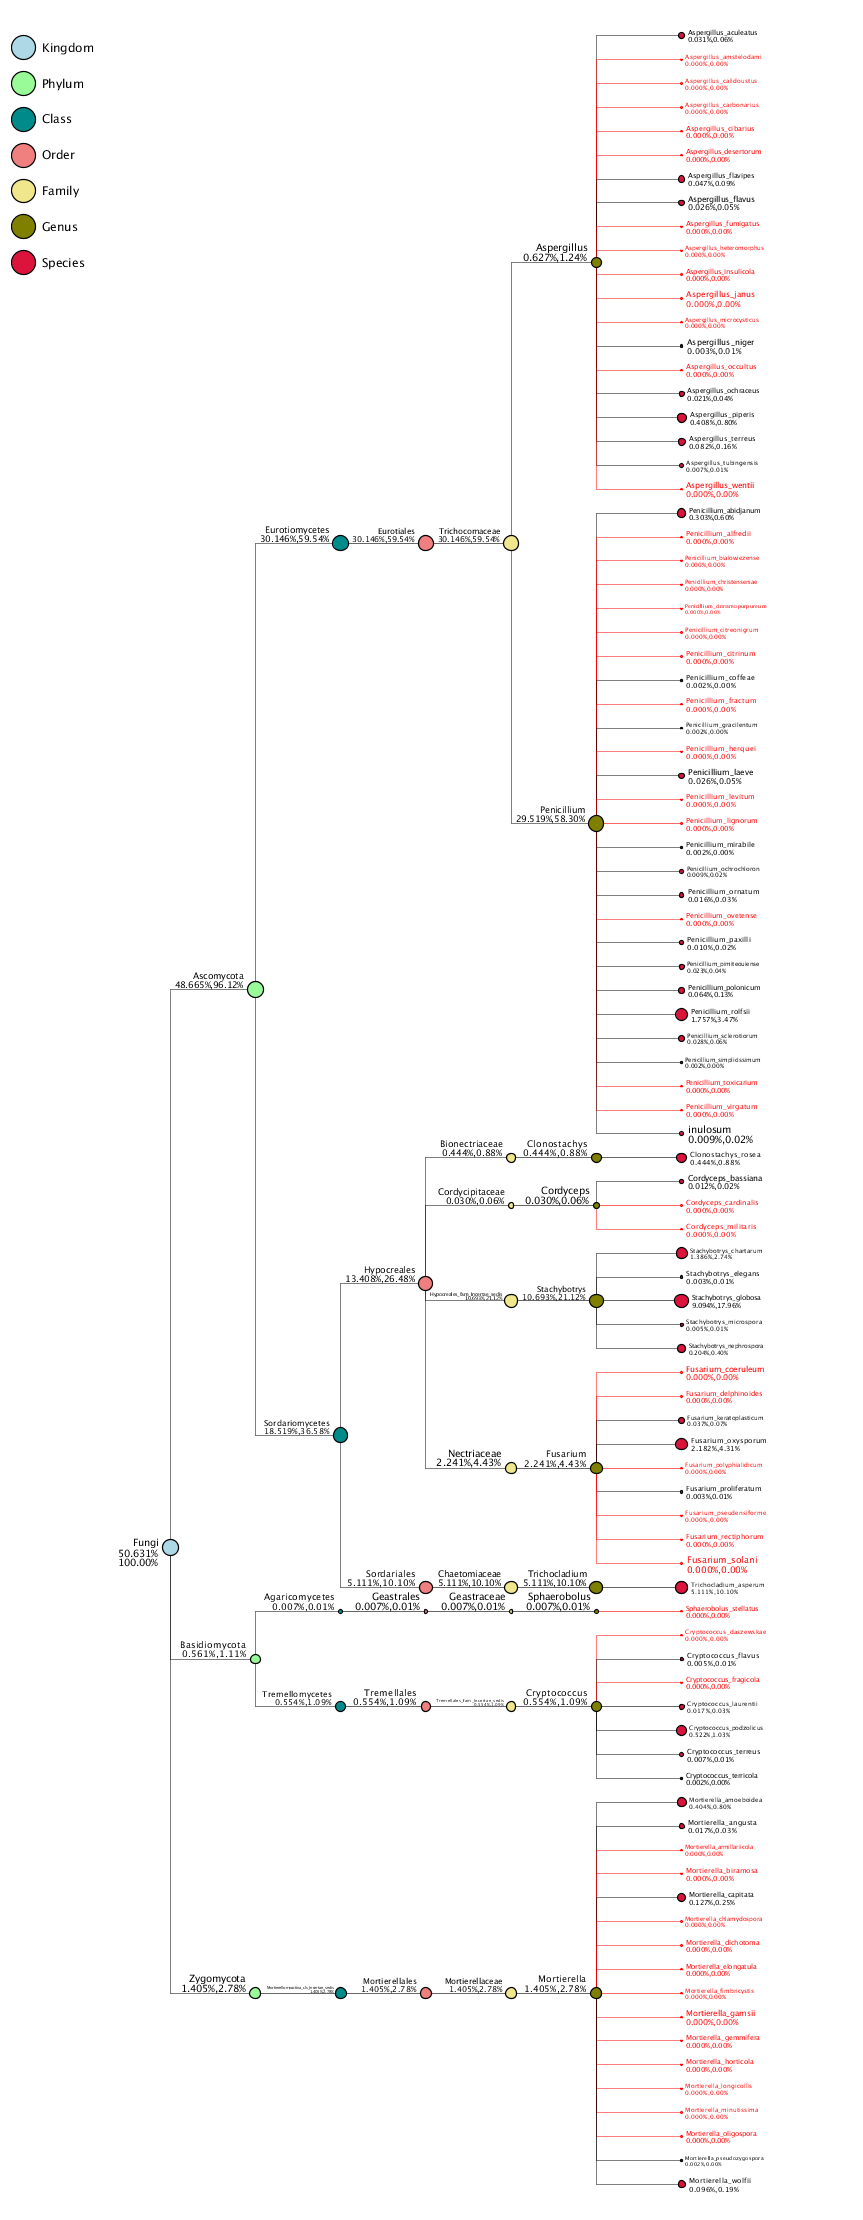 Kingdom
Phylum
Class
Order
Family
Genus
Species
Aspergillus_aculeatus
0.031%,0.06%
Aspergillus_amstelodami
0.000%,0.00%
Aspergillus_calidoustus
0.000%,0.00%
Aspergillus_carbonarius
0.000%,0.00%
Aspergillus_cibarius
0.000%,0.00%
Aspergillus_desertorum
0.000%,0.00%
Aspergillus_flavipes
0.047%,0.09%
Aspergillus_flavus
0.026%,0.05%
Aspergillus_fumigatus
0.000%,0.00%
Aspergillus
0.627%,1.24%
Aspergillus_heteromorphus
0.000%,0.00%
Aspergillus_insulicola
0.000%,0.00%
Aspergillus_janus
0.000%,0.00%
Aspergillus_microcysticus
0.000%,0.00%
Aspergillus_niger
0.003%,0.01%
Aspergillus_occultus
0.000%,0.00%
Aspergillus_ochraceus
0.021%,0.04%
Aspergillus_piperis
0.408%,0.80%
Aspergillus_terreus
0.082%,0.16%
Aspergillus_tubingensis
0.007%,0.01%
Aspergillus_wentii
0.000%,0.00%
Penicillium_abidjanum
0.303%,0.60%
Eurotiomycetes
30.146%,59.54%
Eurotiales
30.146%,59.54%
Trichocomaceae
30.146%,59.54%
Penicillium_alfredii
0.000%,0.00%
Penicillium_bialowiezense
0.000%,0.00%
Penicillium_christenseniae
0.000%,0.00%
Penicillium_cinnamopurpureum
0.000%,0.00%
Penicillium_citreonigrum
0.000%,0.00%
Penicillium_citrinum
0.000%,0.00%
Penicillium_coffeae
0.002%,0.00%
Penicillium_fractum
0.000%,0.00%
Penicillium_gracilentum
0.002%,0.00%
Penicillium_herquei
0.000%,0.00%
Penicillium_laeve
0.026%,0.05%
Penicillium_levitum
0.000%,0.00%
Penicillium
29.519%,58.30%
Penicillium_lignorum
0.000%,0.00%
Penicillium_mirabile
0.002%,0.00%
Penicillium_ochrochloron
0.009%,0.02%
Penicillium_ornatum
0.016%,0.03%
Penicillium_ovetense
0.000%,0.00%
Penicillium_paxilli
0.010%,0.02%
Penicillium_pimiteouiense
0.023%,0.04%
Ascomycota
48.665%,96.12%
Penicillium_polonicum
0.064%,0.13%
Penicillium_rolfsii
1.757%,3.47%
Penicillium_sclerotiorum
0.028%,0.06%
Penicillium_simplicissimum
0.002%,0.00%
Penicillium_toxicarium
0.000%,0.00%
Penicillium_virgatum
0.000%,0.00%
inulosum
0.009%,0.02%
Bionectriaceae
0.444%,0.88%
Clonostachys
0.444%,0.88%
Clonostachys_rosea
0.444%,0.88%
Cordyceps_bassiana
0.012%,0.02%
Cordycipitaceae
0.030%,0.06%
Cordyceps
0.030%,0.06%
Cordyceps_cardinalis
0.000%,0.00%
Cordyceps_militaris
0.000%,0.00%
Stachybotrys_chartarum
1.386%,2.74%
Hypocreales
13.408%,26.48%
Stachybotrys_elegans
0.003%,0.01%
Hypocreales_fam_Incertae_sedis
10.693%,21.12%
Stachybotrys
10.693%,21.12%
Stachybotrys_globosa
9.094%,17.96%
Stachybotrys_microspora
0.005%,0.01%
Stachybotrys_nephrospora
0.204%,0.40%
Fusarium_coeruleum
0.000%,0.00%
Fusarium_delphinoides
0.000%,0.00%
Sordariomycetes
18.519%,36.58%
Fusarium_keratoplasticum
0.037%,0.07%
Fusarium_oxysporum
2.182%,4.31%
Nectriaceae
2.241%,4.43%
Fusarium
2.241%,4.43%
Fusarium_polyphialidicum
0.000%,0.00%
Fusarium_proliferatum
0.003%,0.01%
Fusarium_pseudensiforme
0.000%,0.00%
Fusarium_rectiphorum
0.000%,0.00%
Fungi
50.631%
100.00%
Fusarium_solani
0.000%,0.00%
Sordariales
5.111%,10.10%
Chaetomiaceae
5.111%,10.10%
Trichocladium
5.111%,10.10%
Trichocladium_asperum
5.111%,10.10%
Agaricomycetes
0.007%,0.01%
Geastrales
0.007%,0.01%
Geastraceae
0.007%,0.01%
Sphaerobolus
0.007%,0.01%
Sphaerobolus_stellatus
0.000%,0.00%
Cryptococcus_daszewskae
0.000%,0.00%
Basidiomycota
0.561%,1.11%
Cryptococcus_flavus
0.005%,0.01%
Cryptococcus_fragicola
0.000%,0.00%
Tremellomycetes
0.554%,1.09%
Tremellales
0.554%,1.09%
Tremellales_fam_Incertae_sedis
0.554%,1.09%
Cryptococcus
0.554%,1.09%
Cryptococcus_laurentii
0.017%,0.03%
Cryptococcus_podzolicus
0.522%,1.03%
Cryptococcus_terreus
0.007%,0.01%
Cryptococcus_terricola
0.002%,0.00%
Mortierella_amoeboidea
0.404%,0.80%
Mortierella_angusta
0.017%,0.03%
Mortierella_armillariicola
0.000%,0.00%
Mortierella_biramosa
0.000%,0.00%
Mortierella_capitata
0.127%,0.25%
Mortierella_chlamydospora
0.000%,0.00%
Mortierella_dichotoma
0.000%,0.00%
Mortierella_elongatula
0.000%,0.00%
Zygomycota
1.405%,2.78%
Mortierellomycotina_cls_Incertae_sedis
1.405%,2.78%
Mortierellales
1.405%,2.78%
Mortierellaceae
1.405%,2.78%
Mortierella
1.405%,2.78%
Mortierella_fimbricystis
0.000%,0.00%
Mortierella_gamsii
0.000%,0.00%
Mortierella_gemmifera
0.000%,0.00%
Mortierella_horticola
0.000%,0.00%
Mortierella_longicollis
0.000%,0.00%
Mortierella_minutissima
0.000%,0.00%
Mortierella_oligospora
0.000%,0.00%
Mortierella_pseudozygospora
0.002%,0.00%
Mortierella_wolfii
0.096%,0.19%